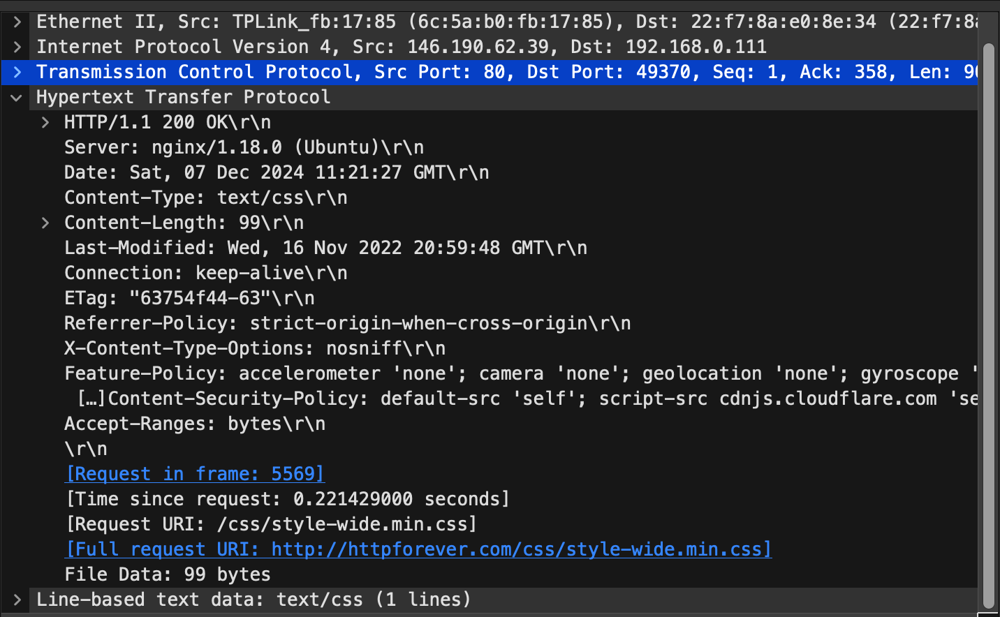 Ethernet II, Src: TPLink_fb:17:85 (6c:5a:b0:fb:17:85), Dst: 22:f7:8a:e0:8e:34 (22:f7:8a
Internet Protocol Version 4, Src: 146.190.62.39, Dst: 192.168.0.111
Transmission Control Protocol, Src Port: 80, Dst Port: 49370, Seq: 1, Ack: 358, Len: 90
Hypertext Transfer Protocol
HTTP/1.1 200 OK\r\n
Server: nginx/1.18.0 (Ubuntu)\r\n
Date: Sat, 07 Dec 2024 11:21:27 GMT\r\n
Content-Type: text/css\r\n
Content-Length: 99\r\n
Last-Modified: Wed, 16 Nov 2022 20:59:48 GMT\r\n
Connection: keep-alive\r\n
ETag: "63754f44-63"\r\n
Referrer-Policy: strict-origin-when-cross-origin\r\n
X-Content-Type-Options: nosniff\r\n
Feature-Policy: accelerometer 'none'; camera 'none'; geolocation 'none'; gyroscope '
[…]Content-Security-Policy: default-src 'self'; script-src cdnjs.cloudflare.com 'se
Accept-Ranges: bytes\r\n
\r\n
[Request in frame: 5569]
[Time since request: 0.221429000 seconds]
[Request URI: /css/style-wide.min.css]
[Full request URI: http://httpforever.com/css/style-wide.min.css]
File Data: 99 bytes
Line-based text data: text/css (1 lines)